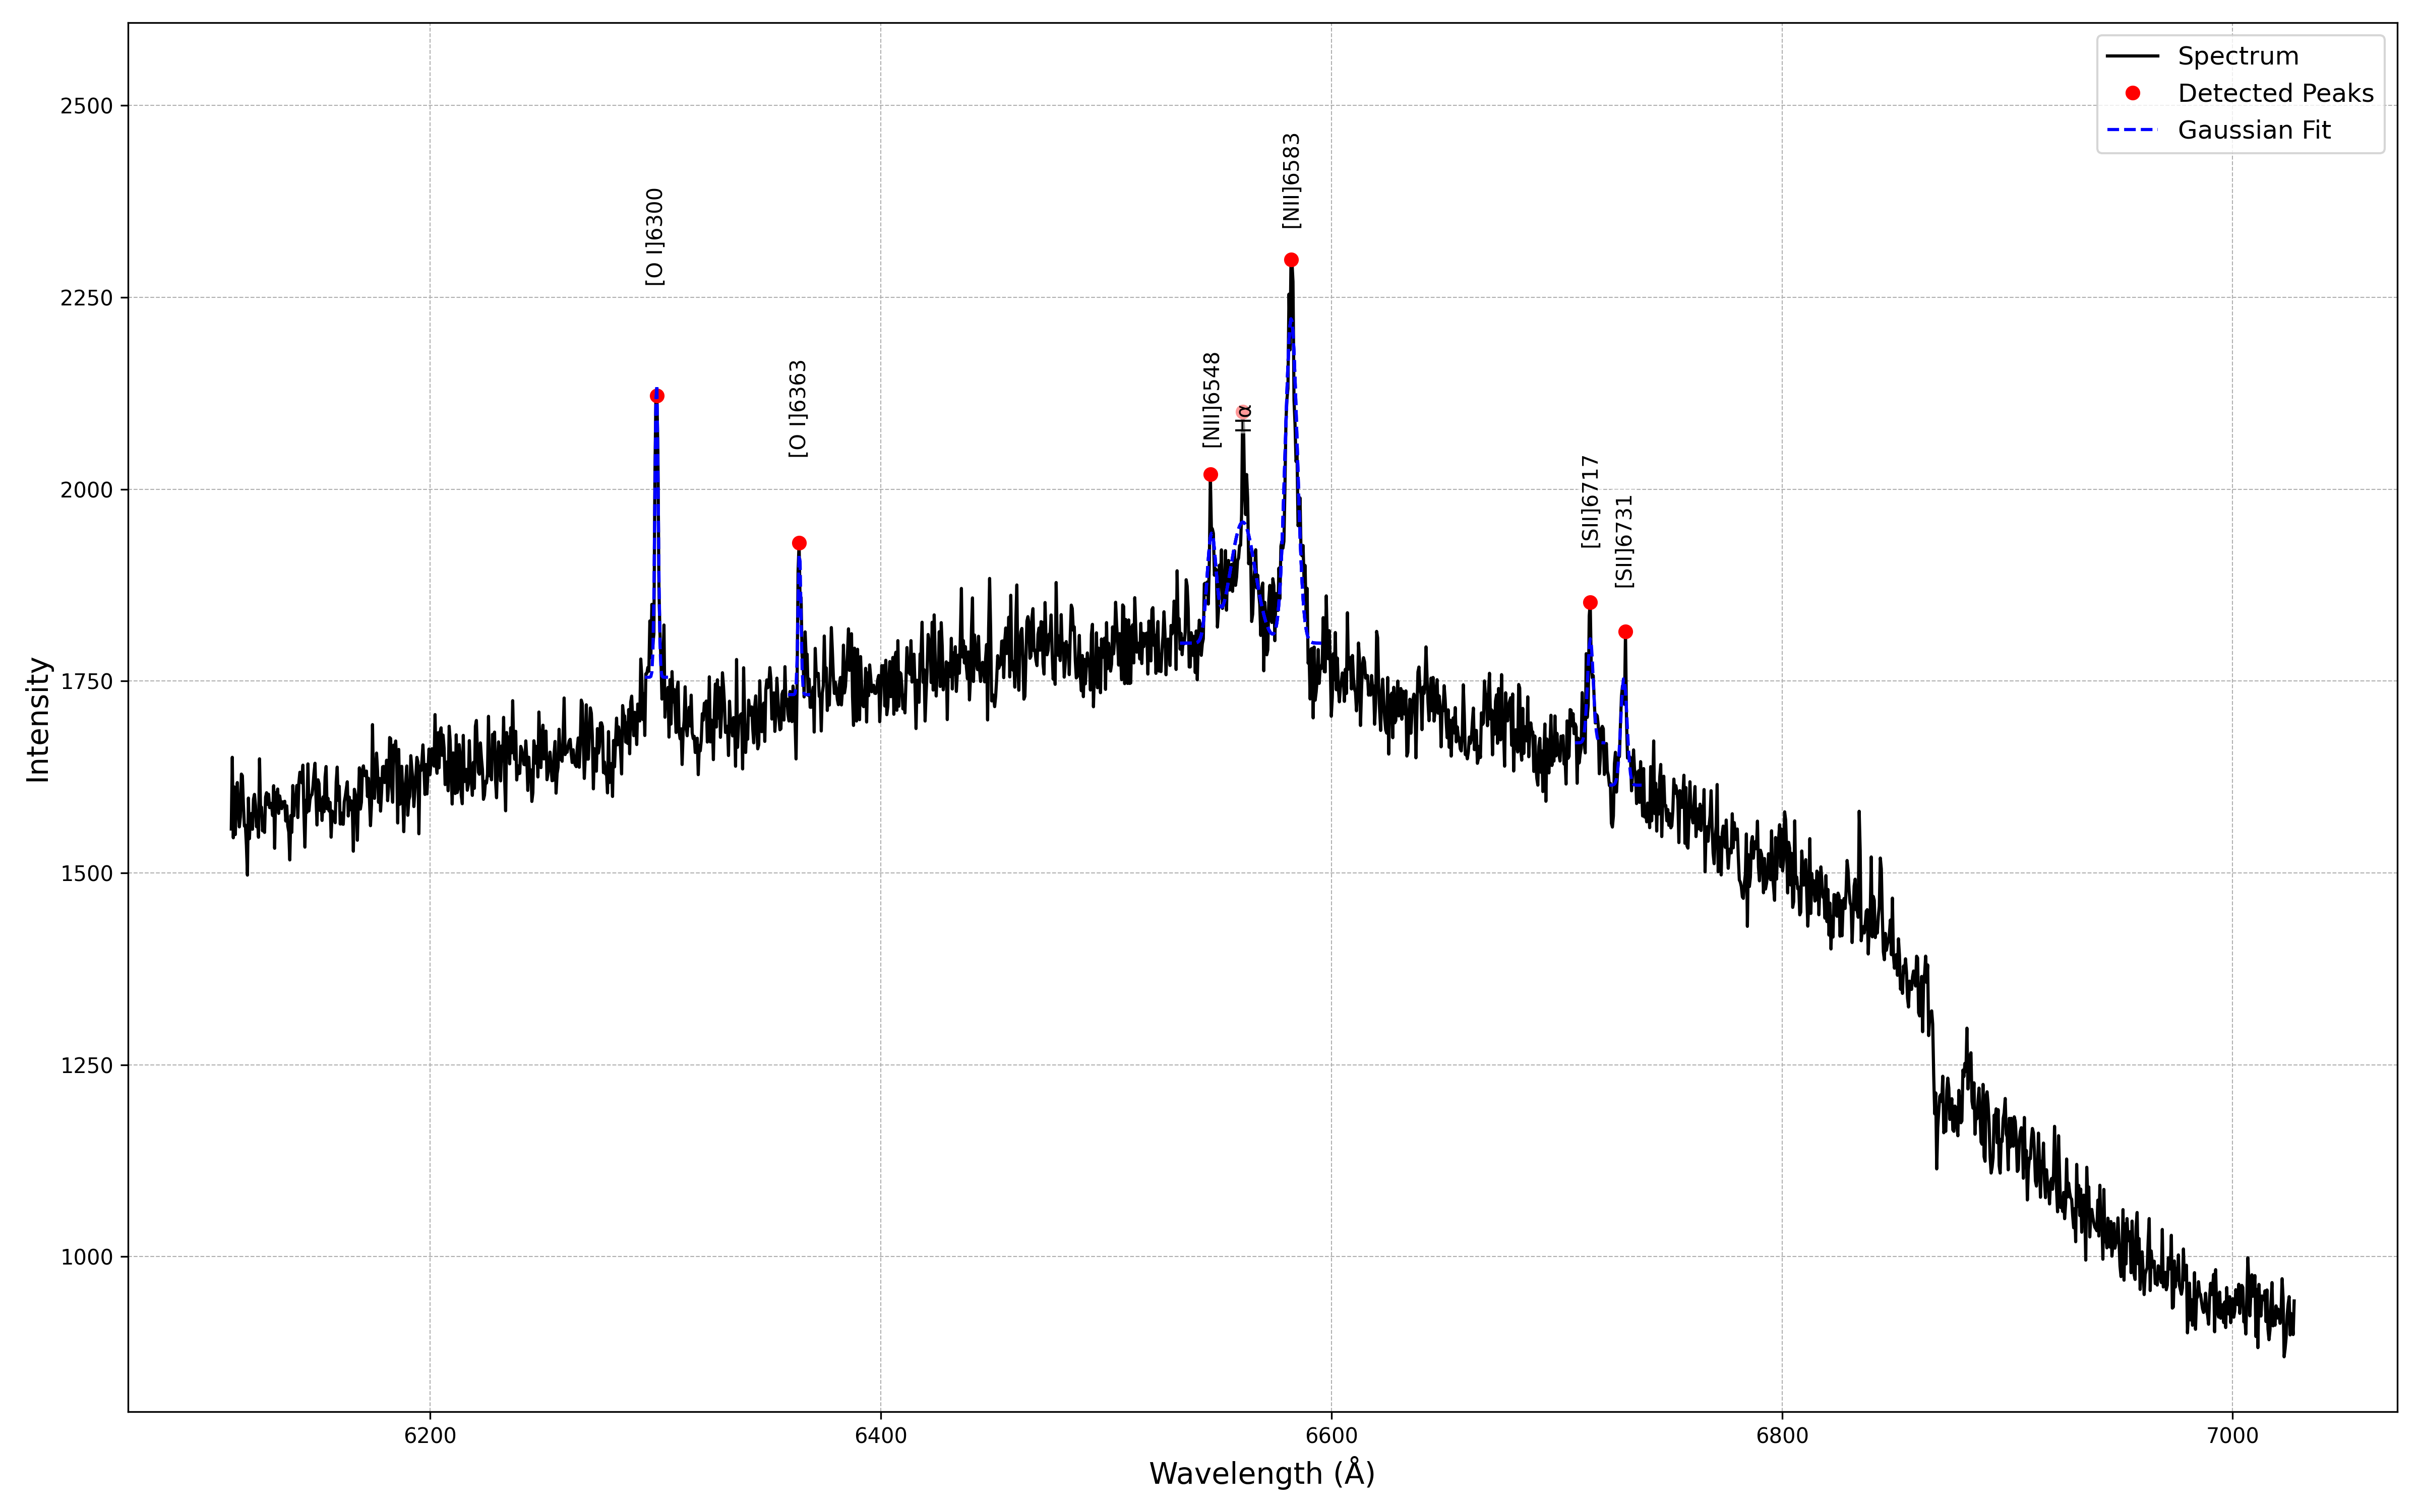 Spectrum
Detected Peaks
Gaussian Fit
[O I]6300
[O I]6363
[NII]6548
Hα
[NII]6583
[SII]6717
[SII]6731
Intensity
2500
2250
2000
1750
1500
1250
1000
6200
6400
6600
6800
7000
Wavelength (Å)